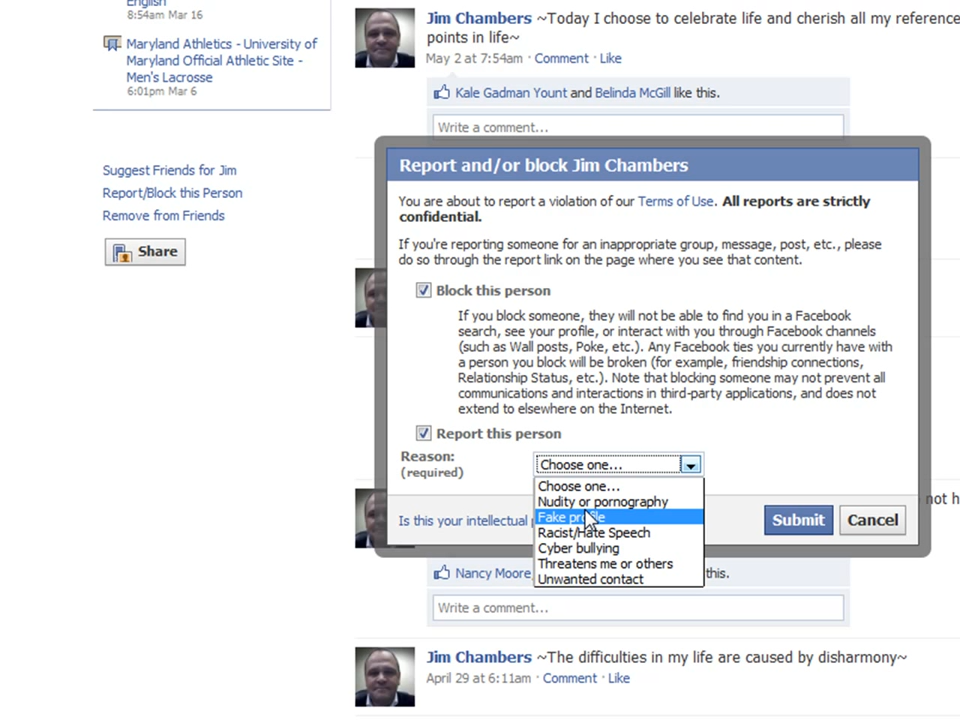 English
8:54am Mar 16
Maryland Athletics - University of
Maryland Official Athletic Site -
Men's Lacrosse
6:01pm Mar 6
Suggest Friends for Jim
Report/Block this Person
Remove from Friends
Share
Jim Chambers ~Today I choose to celebrate life and cherish all my reference
points in life~
May 2 at 7:54am · Comment · Like
Kale Gadman Yount and Belinda McGill like this.
Write a comment...
Report and/or block Jim Chambers
You are about to report a violation of our Terms of Use. All reports are strictly
confidential.
If you're reporting someone for an inappropriate group, message, post, etc., please
do so through the report link on the page where you see that content.
Block this person
If you block someone, they will not be able to find you in a Facebook
search, see your profile, or interact with you through Facebook channels
(such as Wall posts, Poke, etc.). Any Facebook ties you currently have with
a person you block will be broken (for example, friendship connections,
Relationship Status, etc.). Note that blocking someone may not prevent all
communications and interactions in third-party applications, and does not
extend to elsewhere on the Internet.
Report this person
Reason:
(required)
Choose one...
Choose one...
Nudity or pornography
Fake profile
Racist/Hate Speech
Cyber bullying
Threatens me or others
Unwanted contact
Is this your intellectual
Submit
Cancel
not h
Nancy Moore, this.
Write a comment...
Jim Chambers ~The difficulties in my life are caused by disharmony~
April 29 at 6:11am · Comment · Like